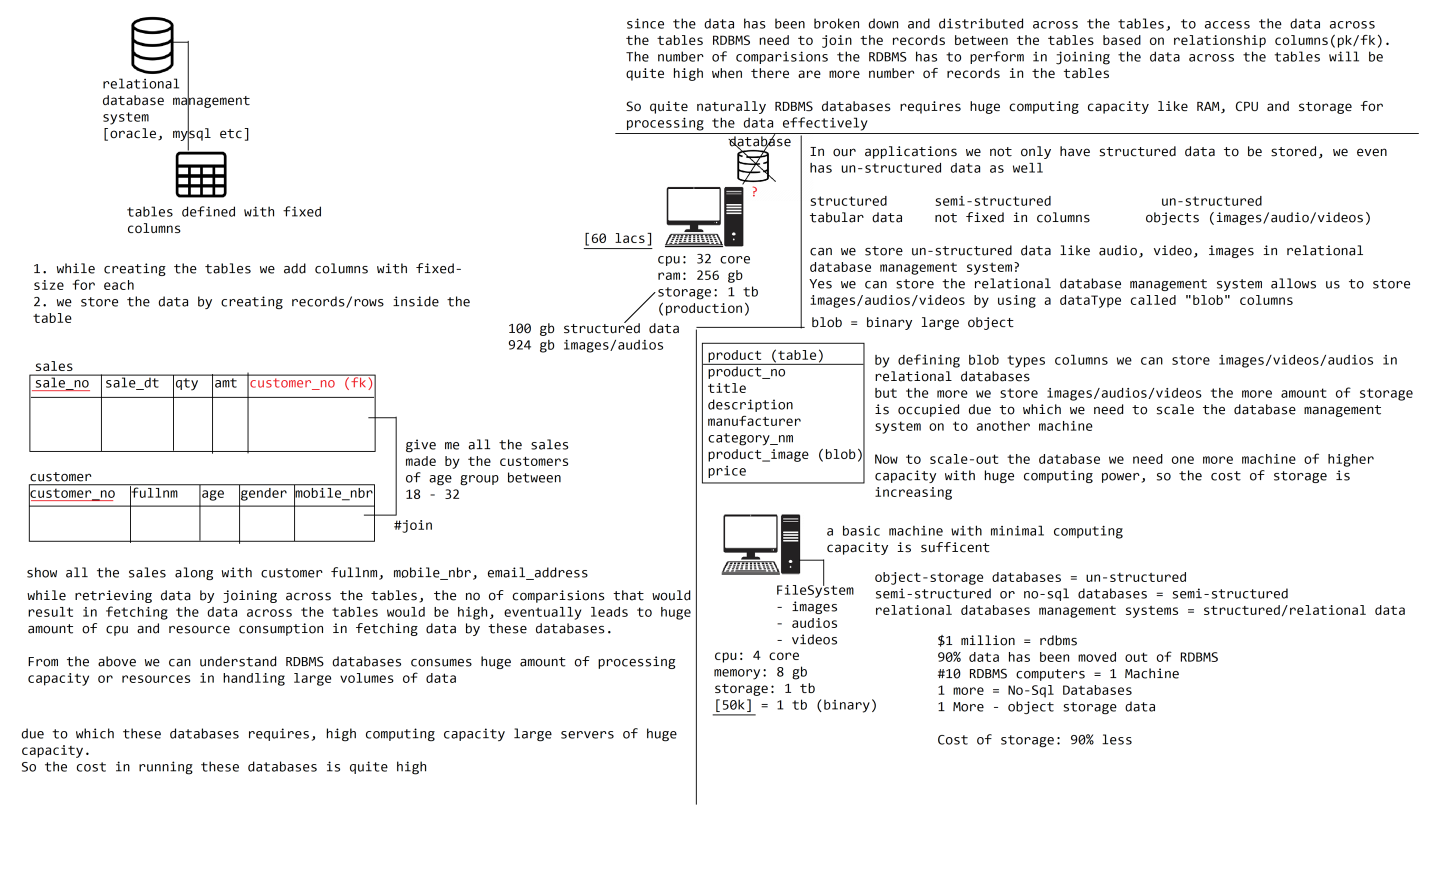 relational
database management
system
[oracle, mysql etc]
tables defined with fixed
columns
1. while creating the tables we add columns with fixed-
size for each
2. we store the data by creating records/rows inside the
table
sales
sale_no sale_dt qty amt customer_no (fk)
customer
customer_no fullnm age gender mobile_nbr
give me all the sales
made by the customers
of age group between
18 - 32
#join
show all the sales along with customer fullnm, mobile_nbr, email_address
while retrieving data by joining across the tables, the no of comparisions that would
result in fetching the data across the tables would be high, eventually leads to huge
amount of cpu and resource consumption in fetching data by these databases.
From the above we can understand RDBMS databases consumes huge amount of processing
capacity or resources in handling large volumes of data
due to which these databases requires, high computing capacity large servers of huge
capacity.
So the cost in running these databases is quite high
since the data has been broken down and distributed across the tables, to access the data across
the tables RDBMS need to join the records between the tables based on relationship columns(pk/fk).
The number of comparisions the RDBMS has to perform in joining the data across the tables will be
quite high when there are more number of records in the tables
So quite naturally RDBMS databases requires huge computing capacity like RAM, CPU and storage for
processing the data effectively
database
?
[60 lacs]
cpu: 32 core
ram: 256 gb
storage: 1 tb
(production)
100 gb structured data
924 gb images/audios
In our applications we not only have structured data to be stored, we even
has un-structured data as well
structured semi-structured un-structured
tabular data not fixed in columns objects (images/audio/videos)
can we store un-structured data like audio, video, images in relational
database management system?
Yes we can store the relational database management system allows us to store
images/audios/videos by using a dataType called "blob" columns
blob = binary large object
product (table)
product_no
title
description
manufacturer
category_nm
product_image (blob)
price
by defining blob types columns we can store images/videos/audios in
relational databases
but the more we store images/audios/videos the more amount of storage
is occupied due to which we need to scale the database management
system on to another machine
Now to scale-out the database we need one more machine of higher
capacity with huge computing power, so the cost of storage is
increasing
a basic machine with minimal computing
capacity is sufficent
FileSystem
- images
- audios
- videos
cpu: 4 core
memory: 8 gb
storage: 1 tb
[50k] = 1 tb (binary)
object-storage databases = un-structured
semi-structured or no-sql databases = semi-structured
relational databases management systems = structured/relational data
$1 million = rdbms
90% data has been moved out of RDBMS
#10 RDBMS computers = 1 Machine
1 more = No-Sql Databases
1 More - object storage data
Cost of storage: 90% less